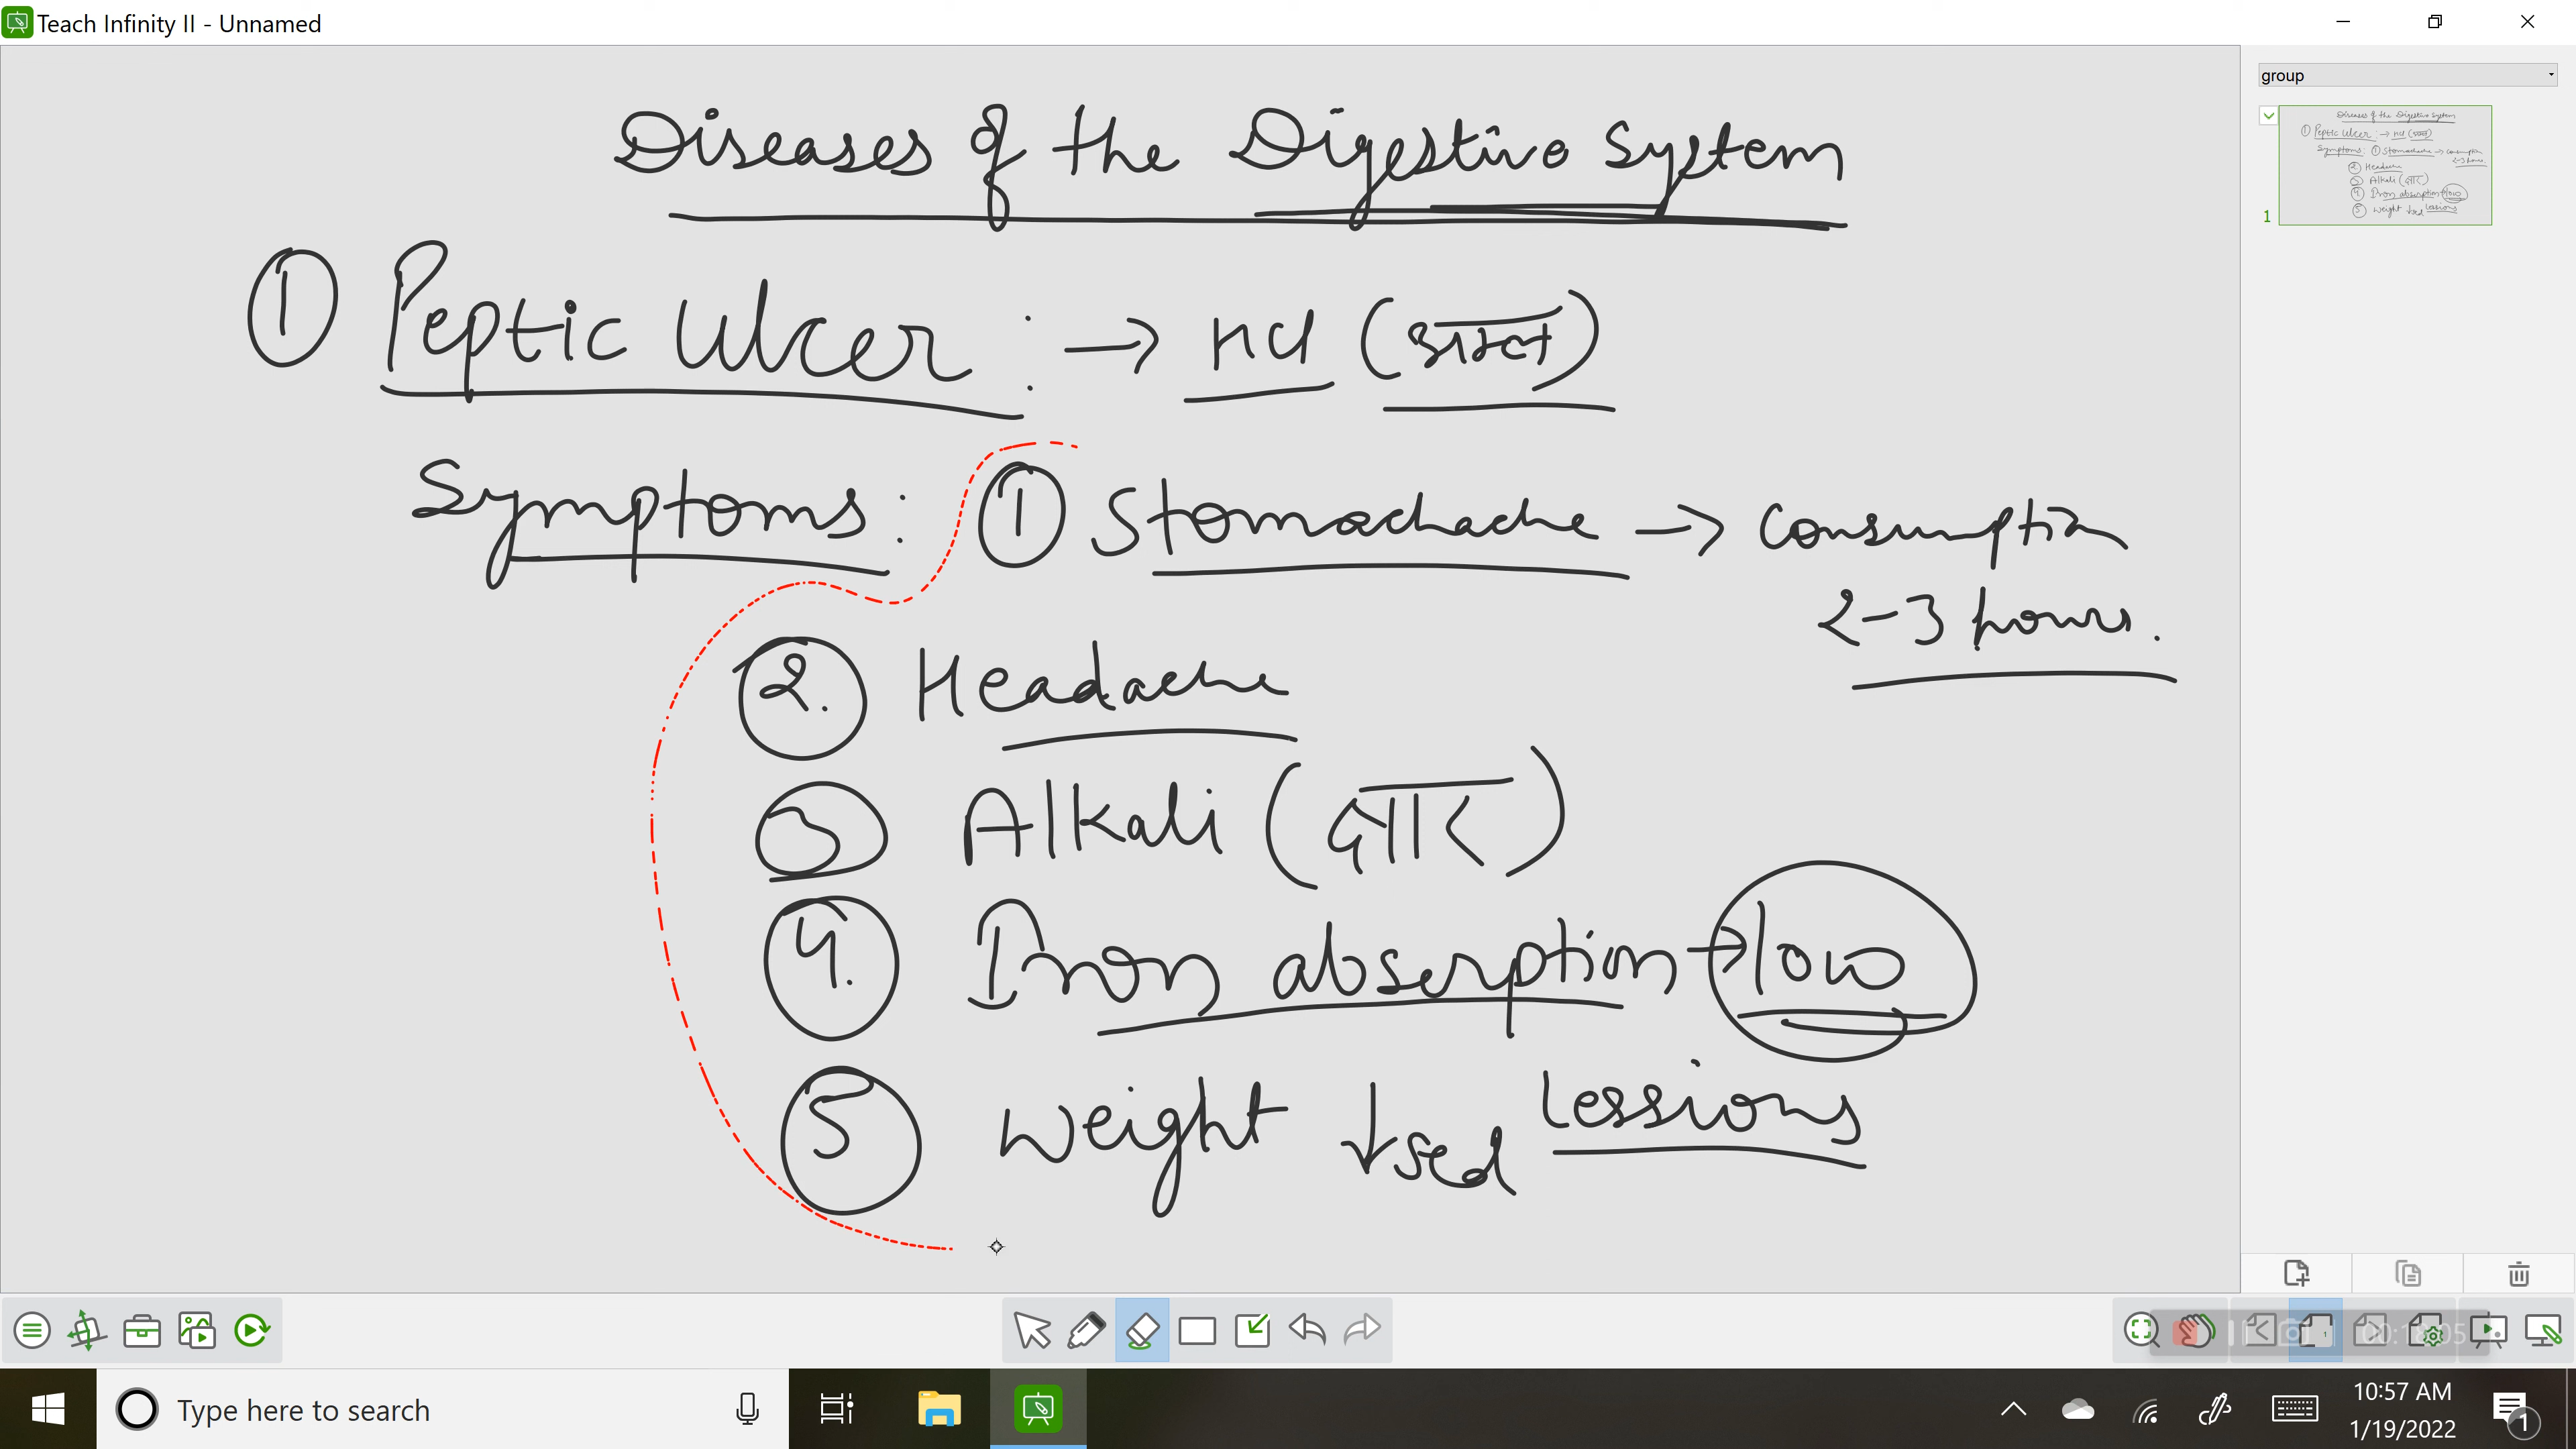 Teach Infinity II - Unnamed
group
Diseases of the Digestive System
① Peptic Ulcer : → HCl (अम्ल)
Symptoms : ① Stomachache → Consumption
2-3 hours.
2. Headache
3 Alkali (क्षार)
4. Iron absorption → low
5 Weight ↓sed lessions
1
Type here to search
10:57 AM
1/19/2022
1